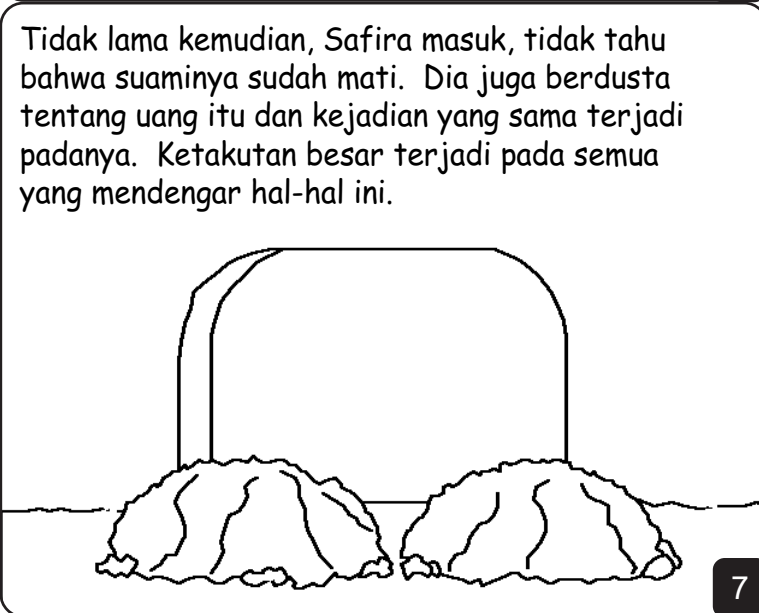 Tidak lama kemudian, Safira masuk, tidak tahu
bahwa suaminya sudah mati.  Dia juga berdusta
tentang uang itu dan kejadian yang sama terjadi
padanya.  Ketakutan besar terjadi pada semua
yang mendengar hal-hal ini.
7